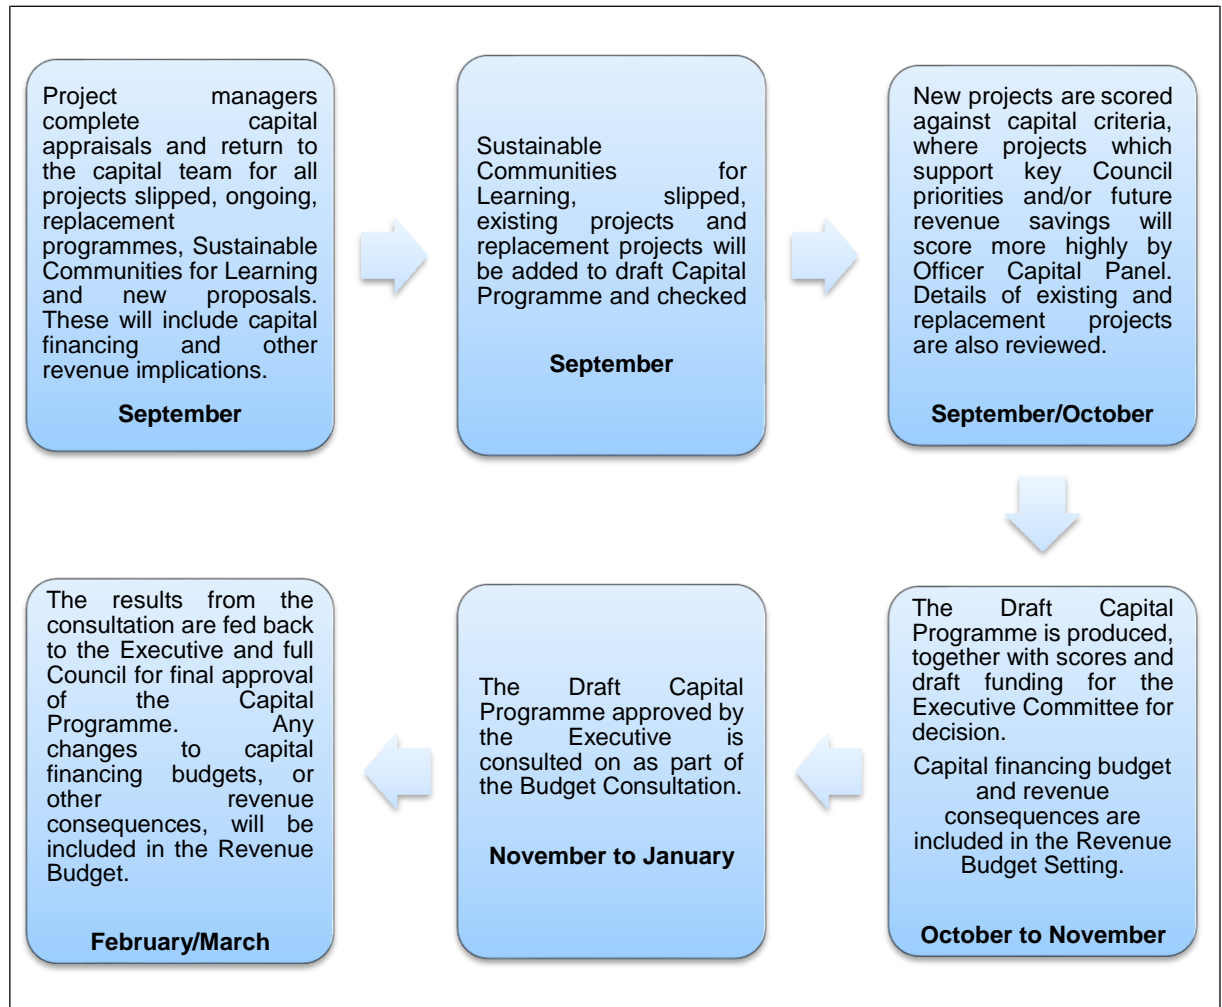 Project managers
complete capital
appraisals and return to
the capital team for all
projects slipped, ongoing,
replacement
programmes, Sustainable
Communities for Learning
and new proposals.
These will include capital
financing and other
revenue implications.
September
Sustainable
Communities for
Learning, slipped,
existing projects and
replacement projects will
be added to draft Capital
Programme and checked
September
New projects are scored
against capital criteria,
where projects which
support key Council
priorities and/or future
revenue savings will
score more highly by
Officer Capital Panel.
Details of existing and
replacement projects
are also reviewed.
September/October
The Draft Capital
Programme is produced,
together with scores and
draft funding for the
Executive Committee for
decision.
Capital financing budget
and revenue
consequences are
included in the Revenue
Budget Setting.
October to November
The Draft Capital
Programme approved by
the Executive is
consulted on as part of
the Budget Consultation.
November to January
The results from the
consultation are fed back
to the Executive and full
Council for final approval
of the Capital
Programme. Any
changes to capital
financing budgets, or
other revenue
consequences, will be
included in the Revenue
Budget.
February/March